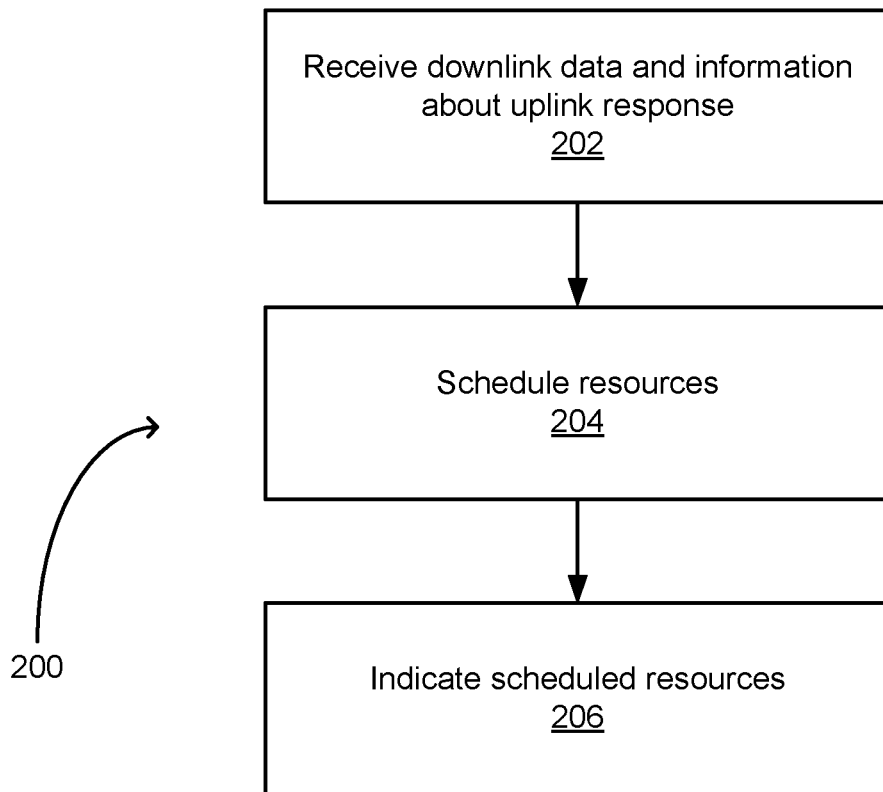 Receive downlink data and information
about uplink response
202
Schedule resources
204
200
Indicate scheduled resources
206